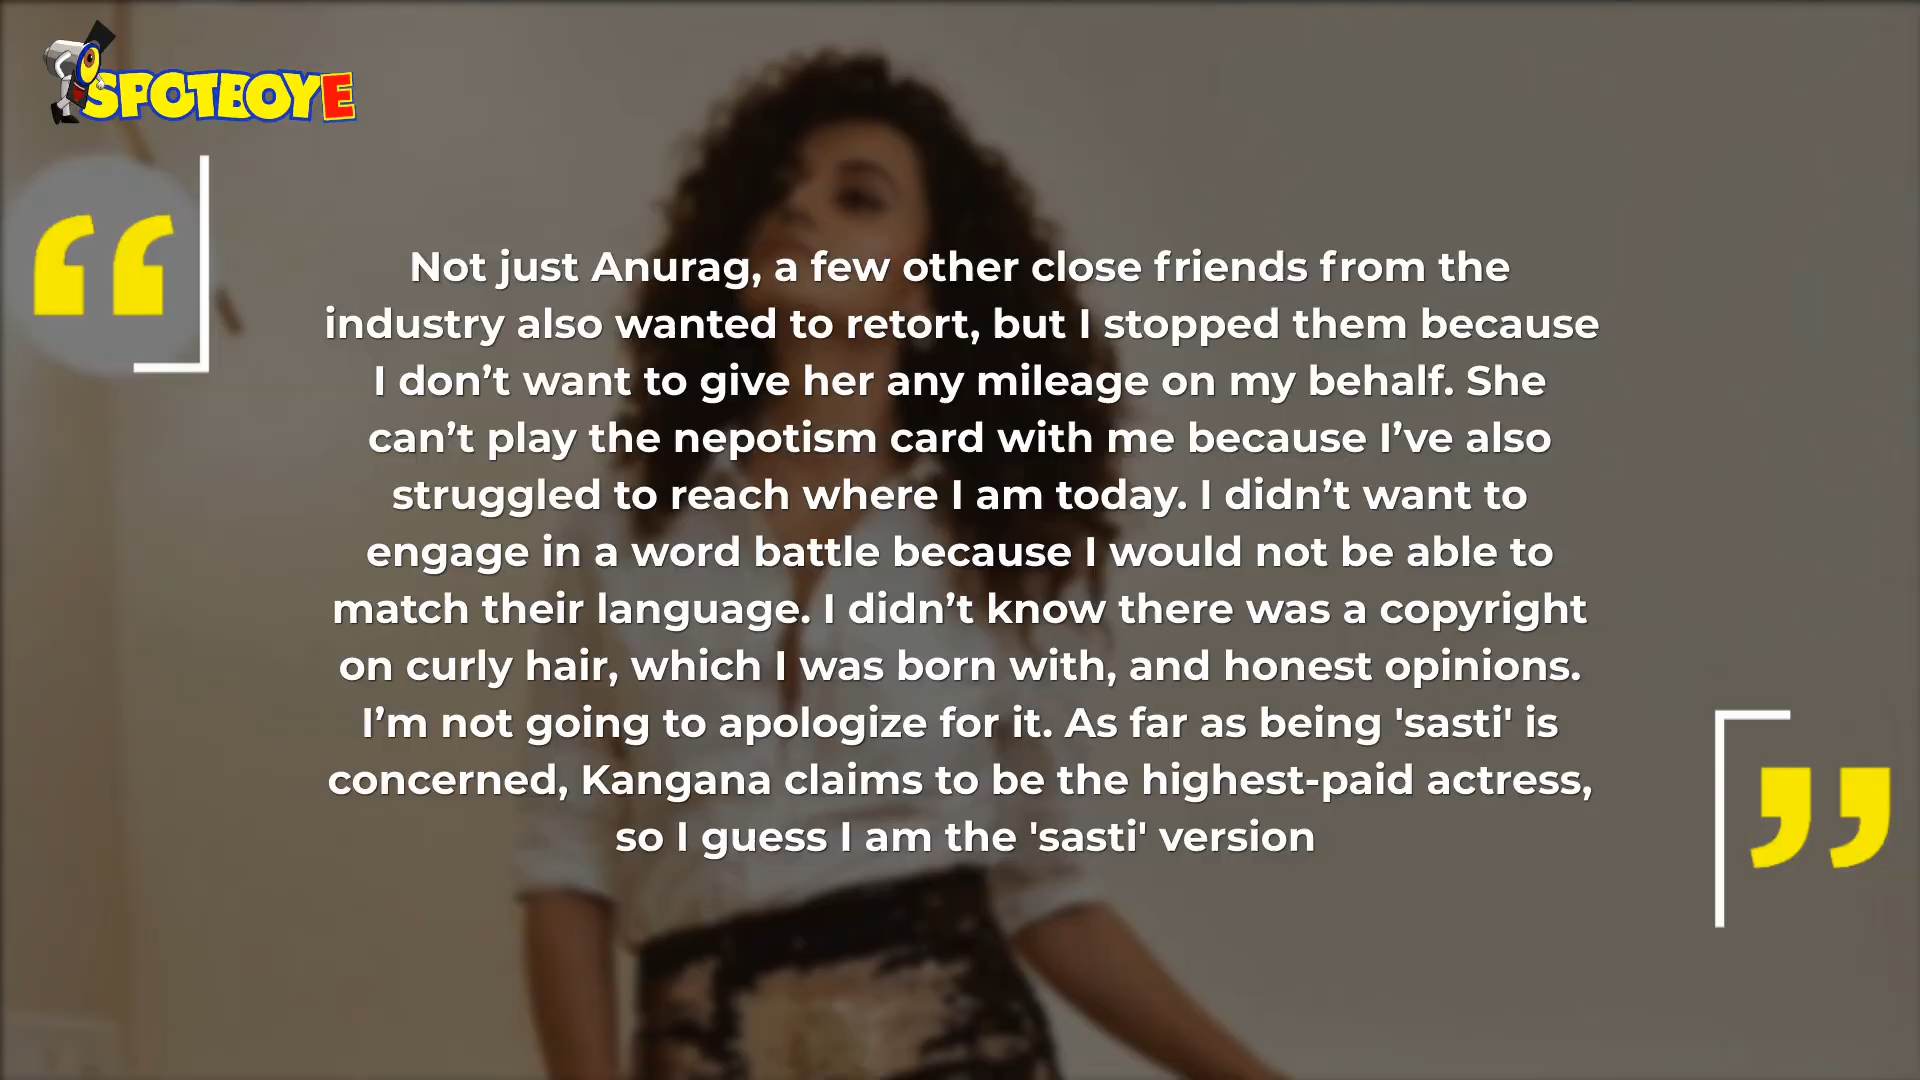 SPOTBOYE
Not just Anurag, a few other close friends from the
industry also wanted to retort, but I stopped them because
I don’t want to give her any mileage on my behalf. She
can’t play the nepotism card with me because I’ve also
struggled to reach where I am today. I didn’t want to
engage in a word battle because I would not be able to
match their language. I didn’t know there was a copyright
on curly hair, which I was born with, and honest opinions.
I’m not going to apologize for it. As far as being 'sasti' is
concerned, Kangana claims to be the highest-paid actress,
so I guess I am the 'sasti' version